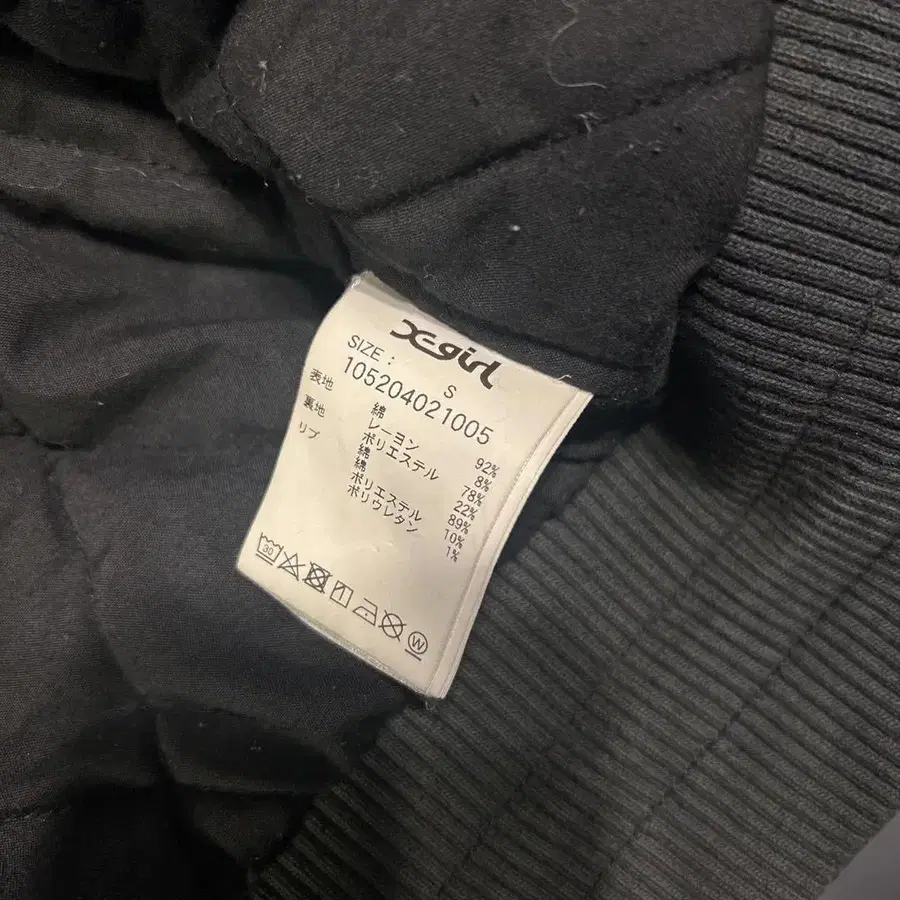 X-girl
SIZE : S
105204021005
表地 綿 92%
レーヨン 8%
裏地 ポリエステル 78%
綿 22%
リブ 綿 89%
ポリエステル 10%
ポリウレタン 1%
30
W